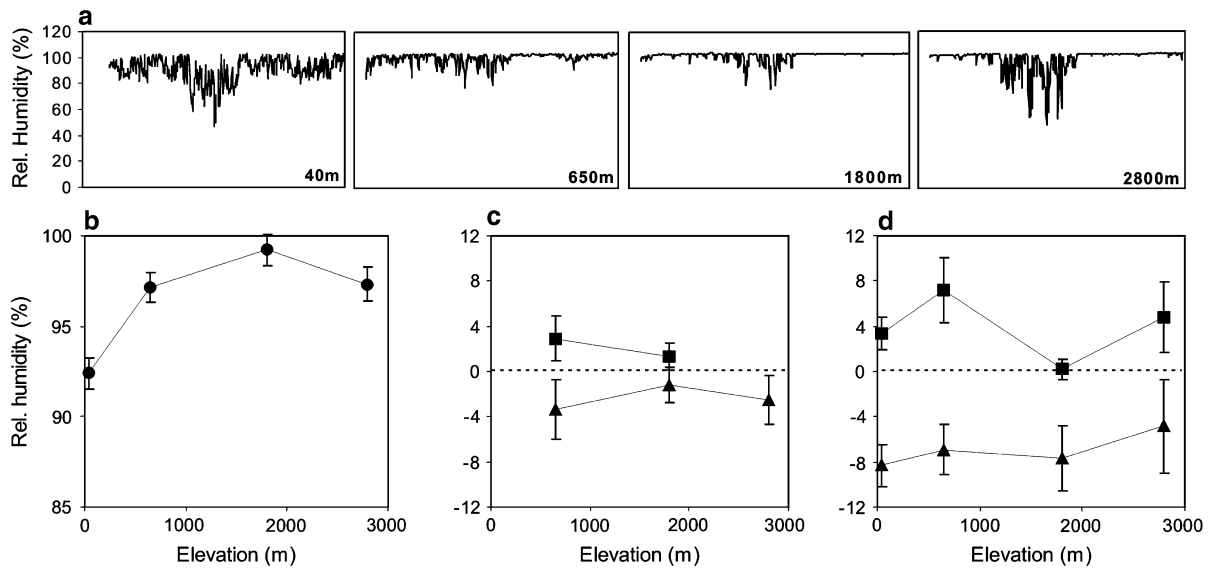 a
Rel. Humidity (%)
120
100
80
60
40
20
0
40m
650m
1800m
2800m
b
Rel. humidity (%)
100
95
90
85
0
1000
2000
3000
Elevation (m)
c
12
8
4
0
-4
-8
-12
0
1000
2000
3000
Elevation (m)
d
12
8
4
0
-4
-8
-12
0
1000
2000
3000
Elevation (m)